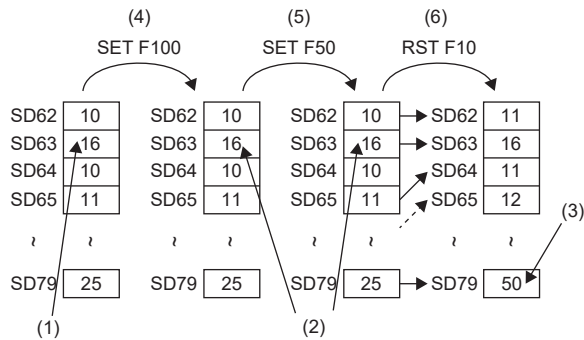 (4) (5) (6)
SET F100 SET F50 RST F10
SD62 10 SD62 10 SD62 10 SD62 11
SD63 16 SD63 16 SD63 16 SD63 16
SD64 10 SD64 10 SD64 10 SD64 11
SD65 11 SD65 11 SD65 11 SD65 12
(3)
~ ~ ~ ~ ~ ~ ~ ~
SD79 25 SD79 25 SD79 25 SD79 50
(1) (2)